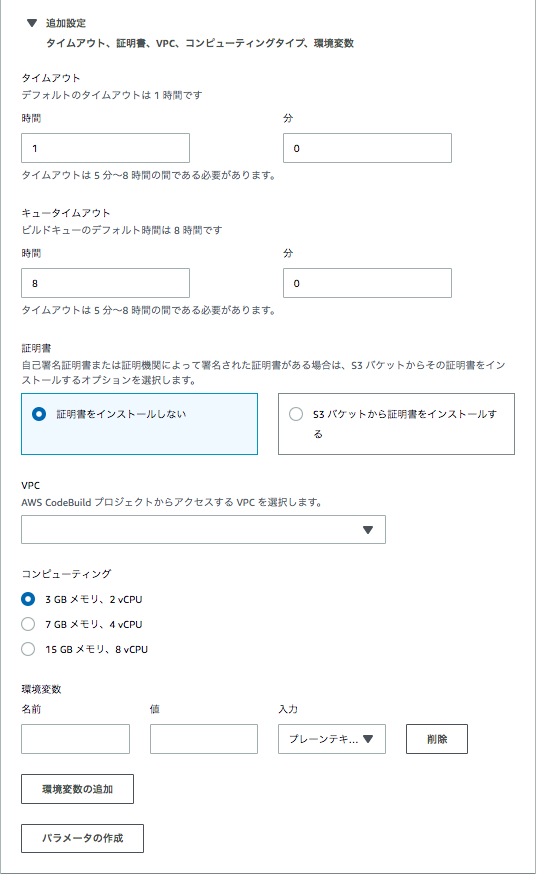 追加設定
タイムアウト、証明書、VPC、コンピューティングタイプ、環境変数
タイムアウト
デフォルトのタイムアウトは 1 時間です
時間 分
1 0
タイムアウトは 5 分〜8 時間の間である必要があります。
キュータイムアウト
ビルドキューのデフォルト時間は 8 時間です
時間 分
8 0
タイムアウトは 5 分〜8 時間の間である必要があります。
証明書
自己署名証明書または証明機関によって署名された証明書がある場合は、S3 バケットからその証明書をイン
ストールするオプションを選択します。
証明書をインストールしない
S3 バケットから証明書をインストールす
る
VPC
AWS CodeBuild プロジェクトからアクセスする VPC を選択します。
コンピューティング
3 GB メモリ、2 vCPU
7 GB メモリ、4 vCPU
15 GB メモリ、8 vCPU
環境変数
名前 値 入力
プレーンテキ... 削除
環境変数の追加
パラメータの作成